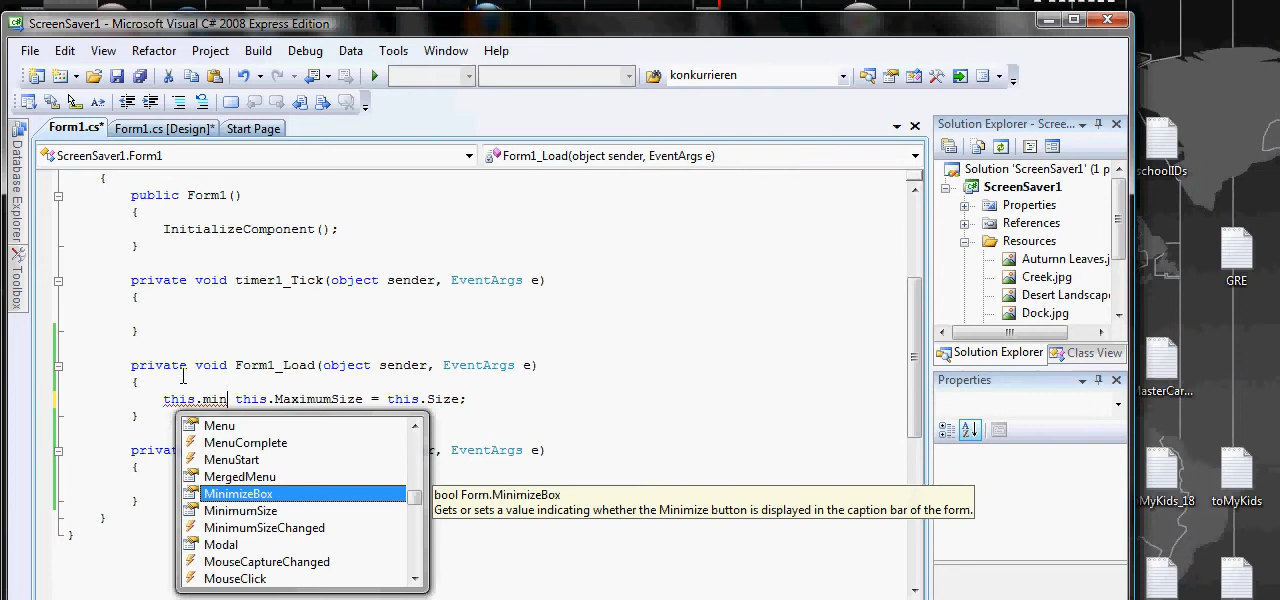 ScreenSaver1 - Microsoft Visual C# 2008 Express Edition
File Edit View Refactor Project Build Debug Data Tools Window Help
konkurrieren
Form1.cs* Form1.cs [Design]* Start Page
ScreenSaver1.Form1 Form1_Load(object sender, EventArgs e)
{
public Form1()
{
InitializeComponent();
}
private void timer1_Tick(object sender, EventArgs e)
{
}
private void Form1_Load(object sender, EventArgs e)
{
this.min this.MaximumSize = this.Size;
}
r, EventArgs e)
{
}
}
}
Menu
MenuComplete
MenuStart
MergedMenu
MinimizeBox
MinimumSize
MinimumSizeChanged
Modal
MouseCaptureChanged
MouseClick
bool Form.MinimizeBox
Gets or sets a value indicating whether the Minimize button is displayed in the caption bar of the form.
Database Explorer
Toolbox
Solution Explorer - Scree...
Solution 'ScreenSaver1' (1 p
ScreenSaver1
Properties
References
Resources
Autumn Leaves.j
Creek.jpg
Desert Landscap
Dock.jpg
Solution Explorer Class View
Properties
schoolIDs
GRE
MasterCar...
MyKids_18 toMyKids